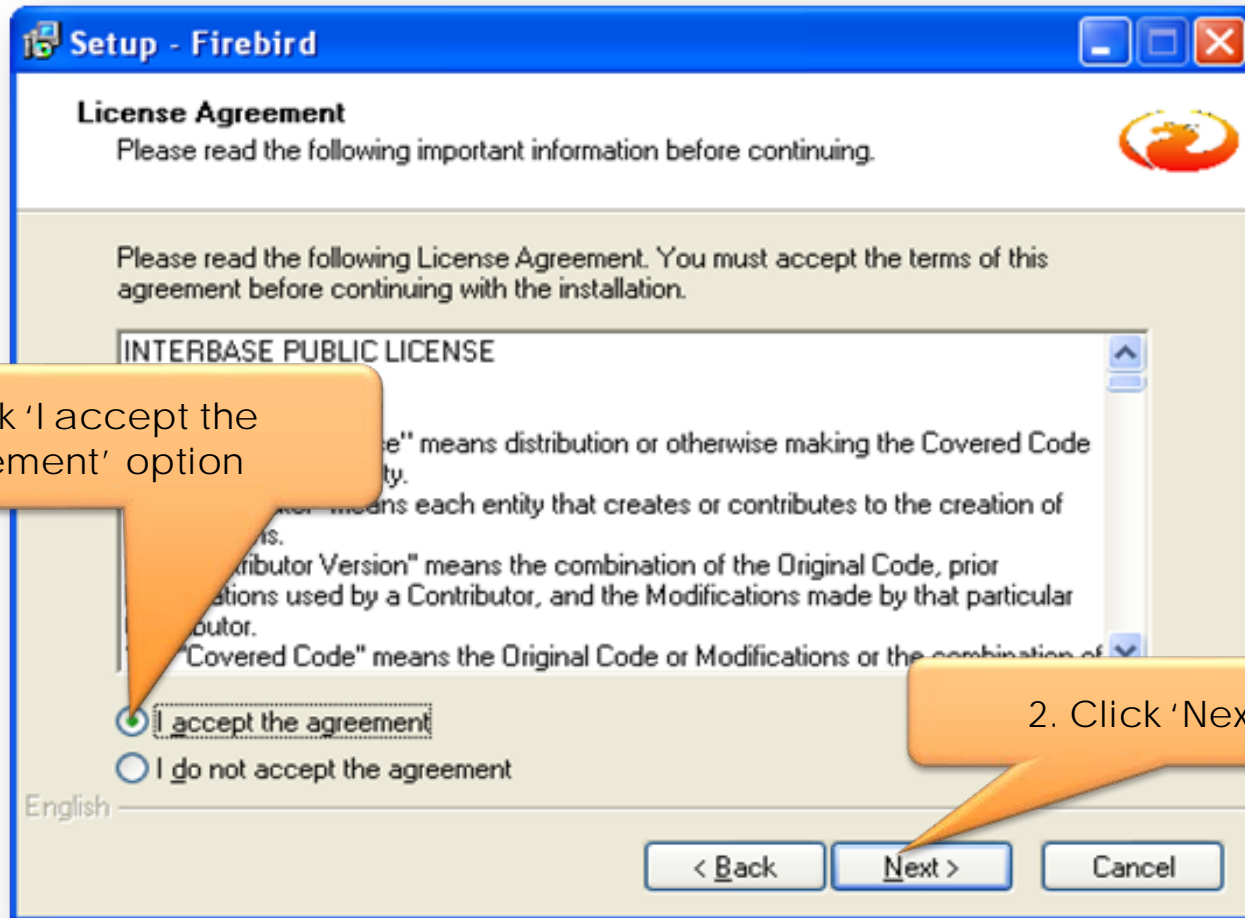 Setup - Firebird
License Agreement
Please read the following important information before continuing.
Please read the following License Agreement. You must accept the terms of this
agreement before continuing with the installation.
INTERBASE PUBLIC LICENSE
'I accept the
option
means distribution or otherwise making the Covered Code
means each entity that creates or contributes to the creation of
Version" means the combination of the Original Code, prior
used by a Contributor, and the Modifications made by that particular
"Covered Code" means the Original Code or Modifications or the combination of
I accept the agreement
2. Click
I do not accept the agreement
English
< Back
Next >
Cancel